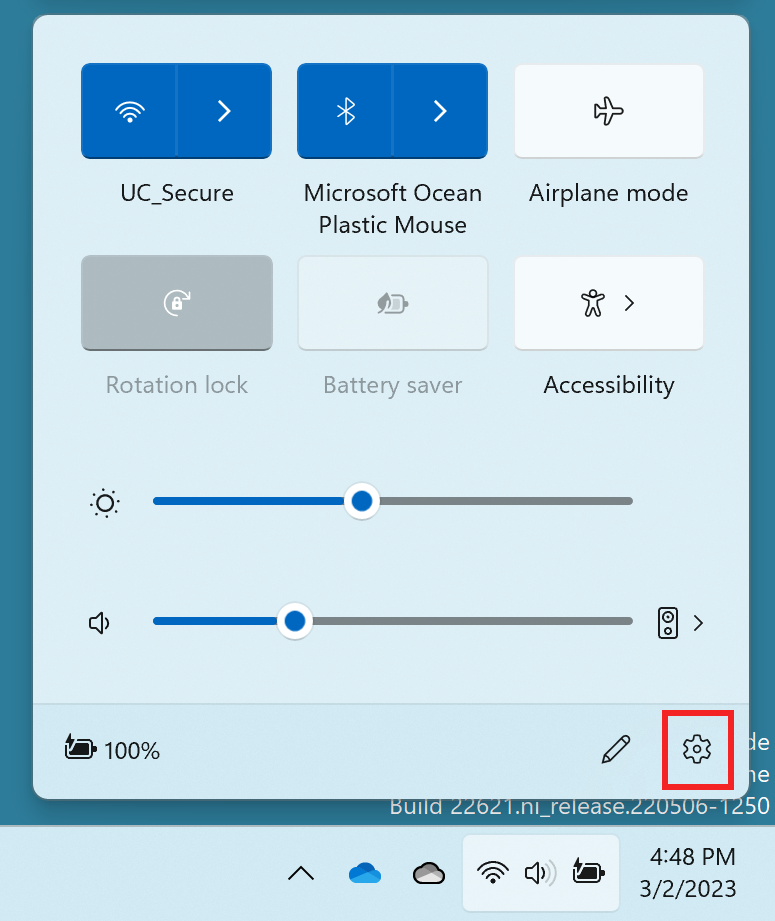 UC_Secure
Microsoft Ocean
Plastic Mouse
Airplane mode
Rotation lock
Battery saver
Accessibility
100%
de
ne
Build 22621.ni_release.220506-1250
4:48 PM
3/2/2023